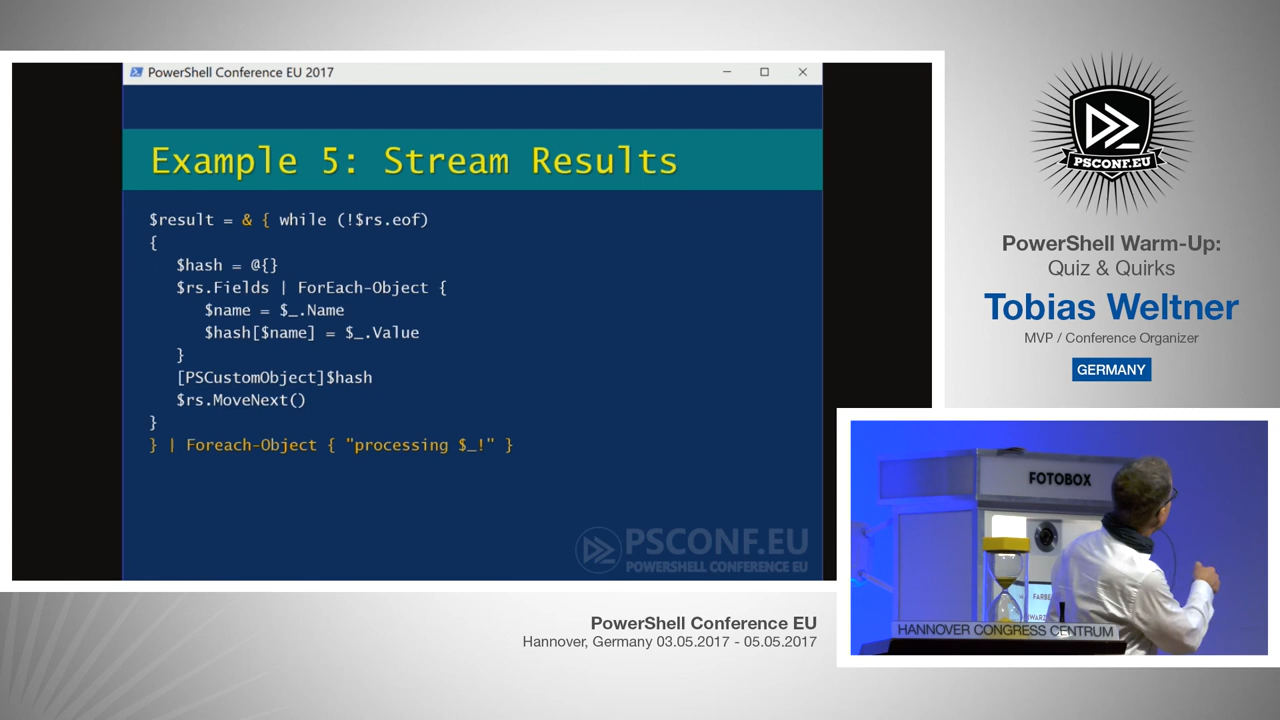 PowerShell Conference EU 2017
Example 5: Stream Results
$result = & { while (!$rs.eof)
{
$hash = @{}
$rs.Fields | ForEach-Object {
$name = $_.Name
$hash[$name] = $_.Value
}
[PSCustomObject]$hash
$rs.MoveNext()
}
} | Foreach-Object { "processing $_!" }
PSCONF.EU
POWERSHELL CONFERENCE EU
PSCONF.EU
PowerShell Warm-Up:
Quiz & Quirks
Tobias Weltner
MVP / Conference Organizer
GERMANY
FOTOBOX
FARBE
HANNOVER CONGRESS CENTRUM
PowerShell Conference EU
Hannover, Germany 03.05.2017 - 05.05.2017